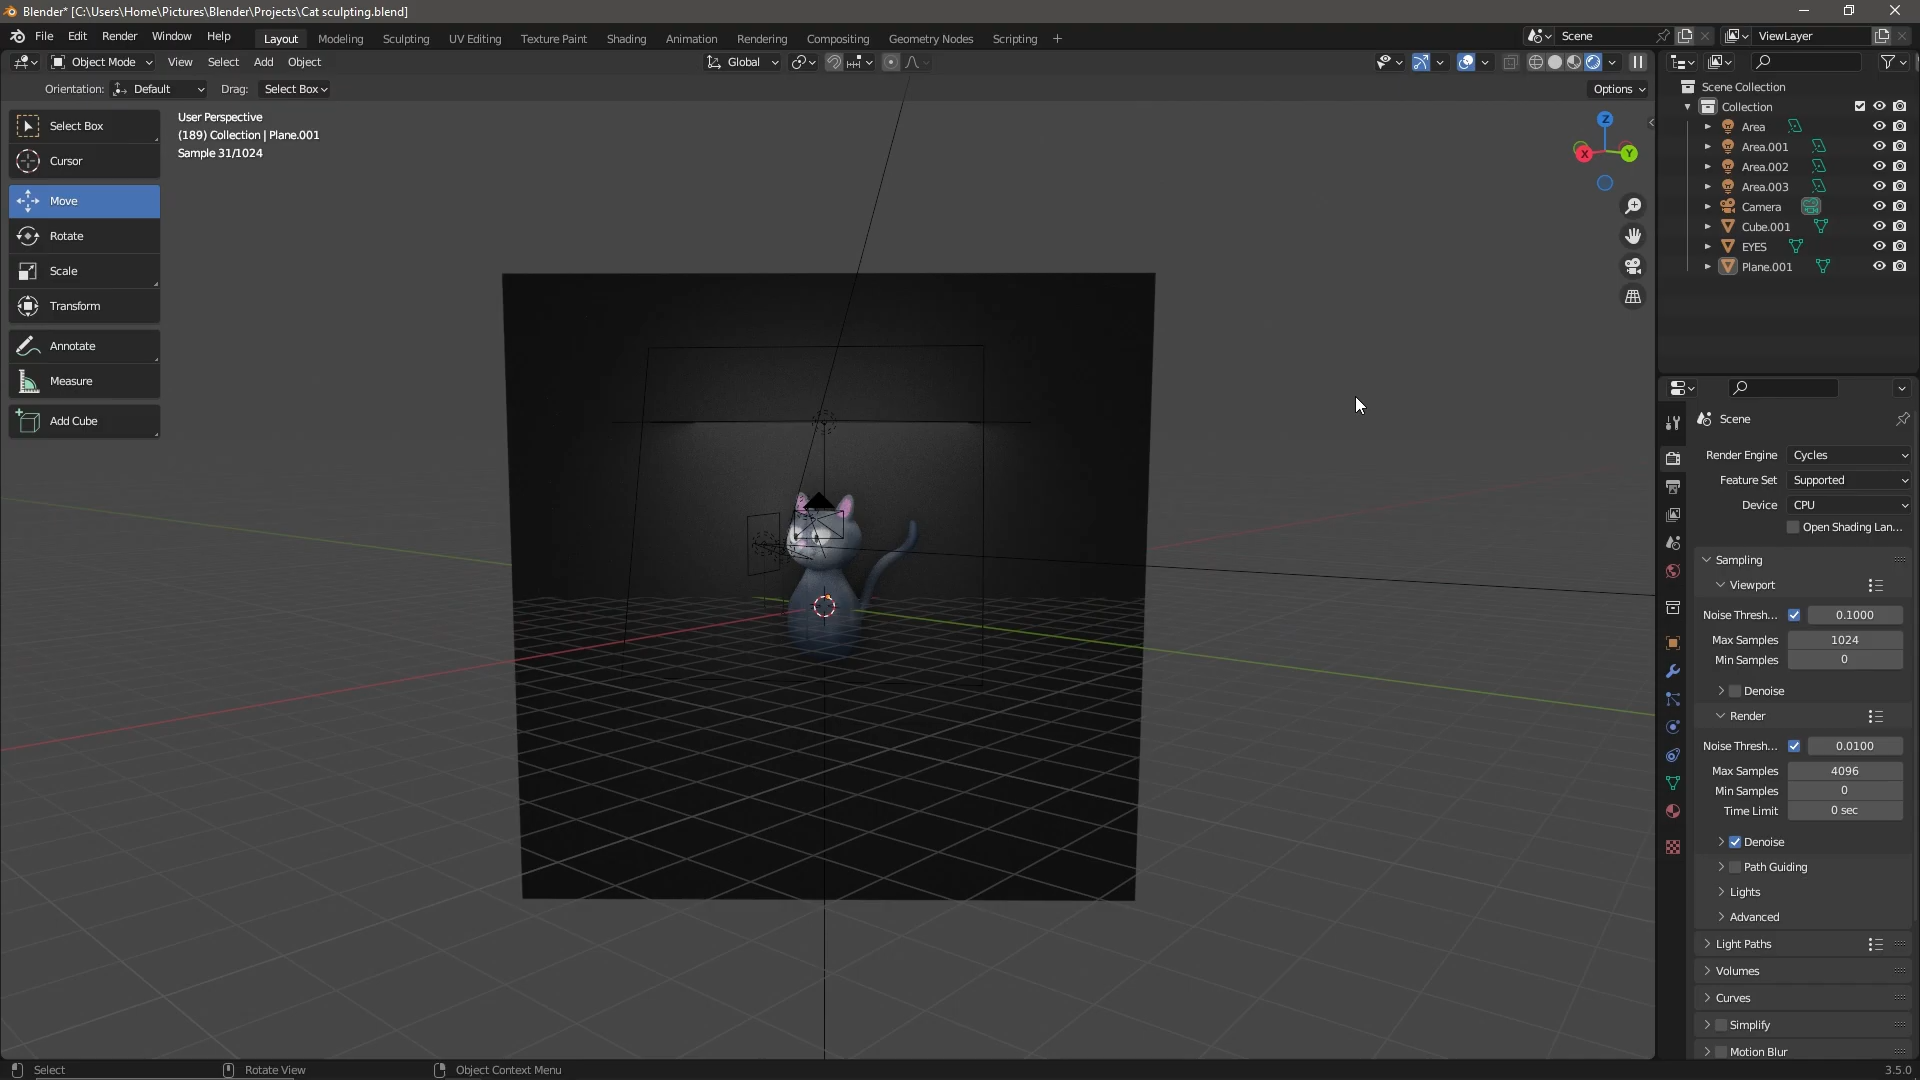 Blender* [C:\Users\Home\Pictures\Blender\Projects\Cat sculpting.blend]
File Edit Render Window Help Layout Modeling Sculpting UV Editing Texture Paint Shading Animation Rendering Compositing Geometry Nodes Scripting + Scene ViewLayer
Object Mode View Select Add Object Global
Orientation: Default Drag: Select Box Options
User Perspective
(189) Collection | Plane.001
Sample 31/1024
Select Box
Cursor
Move
Rotate
Scale
Transform
Annotate
Measure
Add Cube
Z
X
Y
Scene Collection
Collection
Area
Area.001
Area.002
Area.003
Camera
Cube.001
EYES
Plane.001
Scene
Render Engine Cycles
Feature Set Supported
Device CPU
Open Shading Lan...
Sampling
Viewport
Noise Thresh... 0.1000
Max Samples 1024
Min Samples 0
Denoise
Render
Noise Thresh... 0.0100
Max Samples 4096
Min Samples 0
Time Limit 0 sec
Denoise
Path Guiding
Lights
Advanced
Light Paths
Volumes
Curves
Simplify
Motion Blur
Select Rotate View Object Context Menu 3.5.0